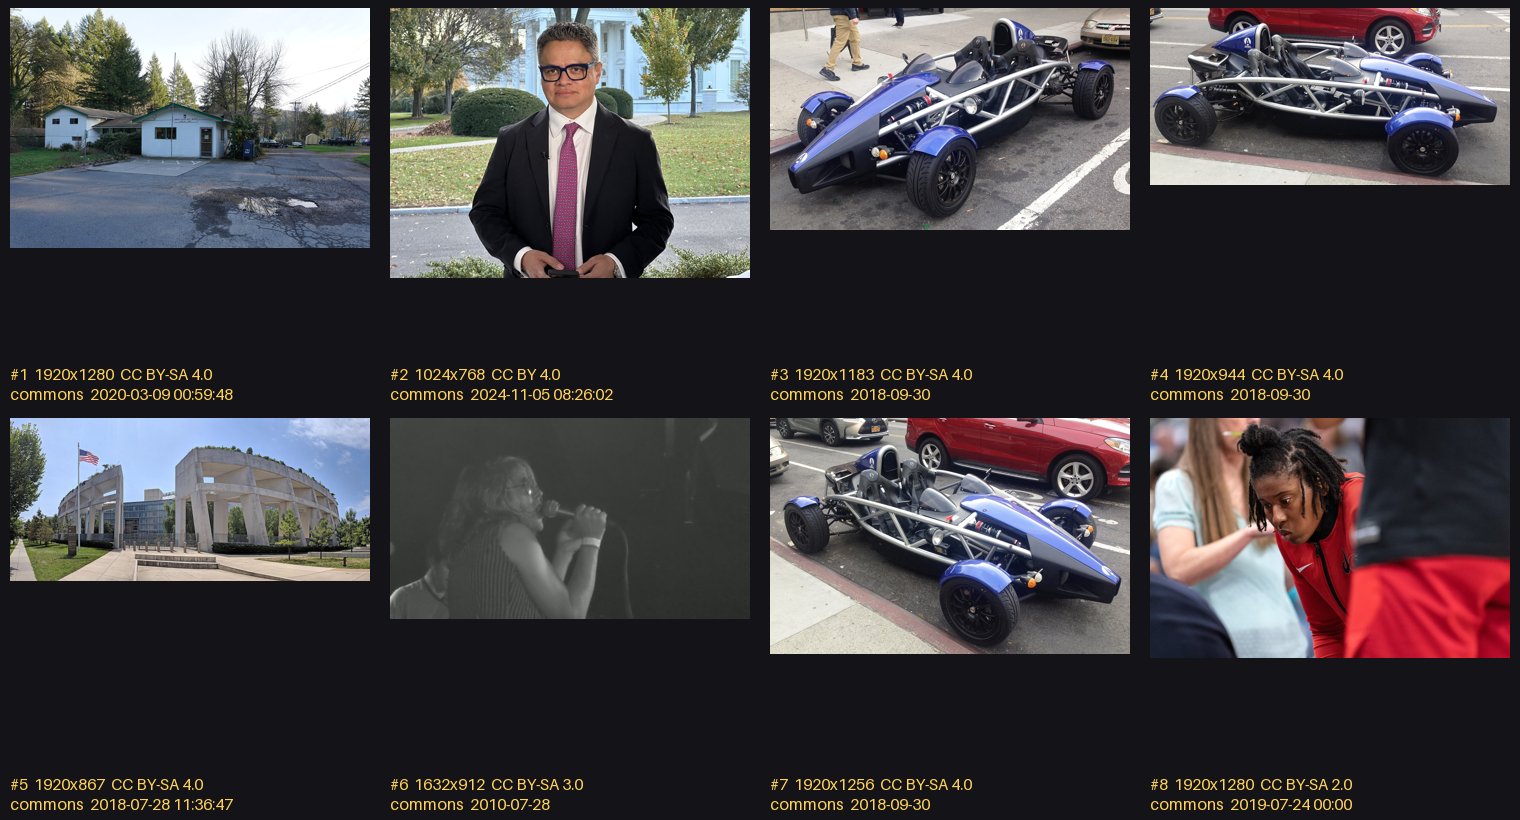 #1 1920x1280 CC BY-SA 4.0
commons 2020-03-09 00:59:48
#2 1024x768 CC BY 4.0
commons 2024-11-05 08:26:02
#3 1920x1183 CC BY-SA 4.0
commons 2018-09-30
#4 1920x944 CC BY-SA 4.0
commons 2018-09-30
#5 1920x867 CC BY-SA 4.0
commons 2018-07-28 11:36:47
#6 1632x912 CC BY-SA 3.0
commons 2010-07-28
#7 1920x1256 CC BY-SA 4.0
commons 2018-09-30
#8 1920x1280 CC BY-SA 2.0
commons 2019-07-24 00:00